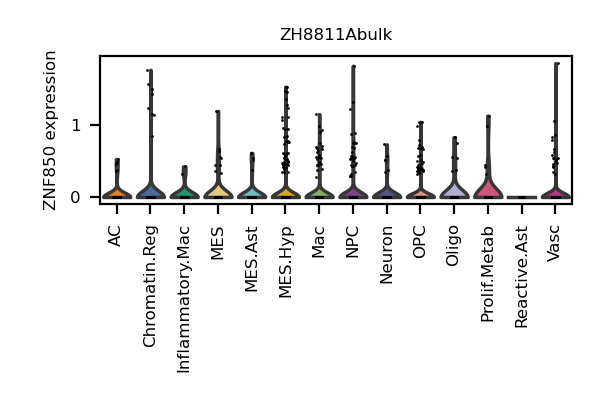 ZH8811Abulk
ZNF850 expression
1
0
AC
Chromatin.Reg
Inflammatory.Mac
MES
MES.Ast
MES.Hyp
Mac
NPC
Neuron
OPC
Oligo
Prolif.Metab
Reactive.Ast
Vasc